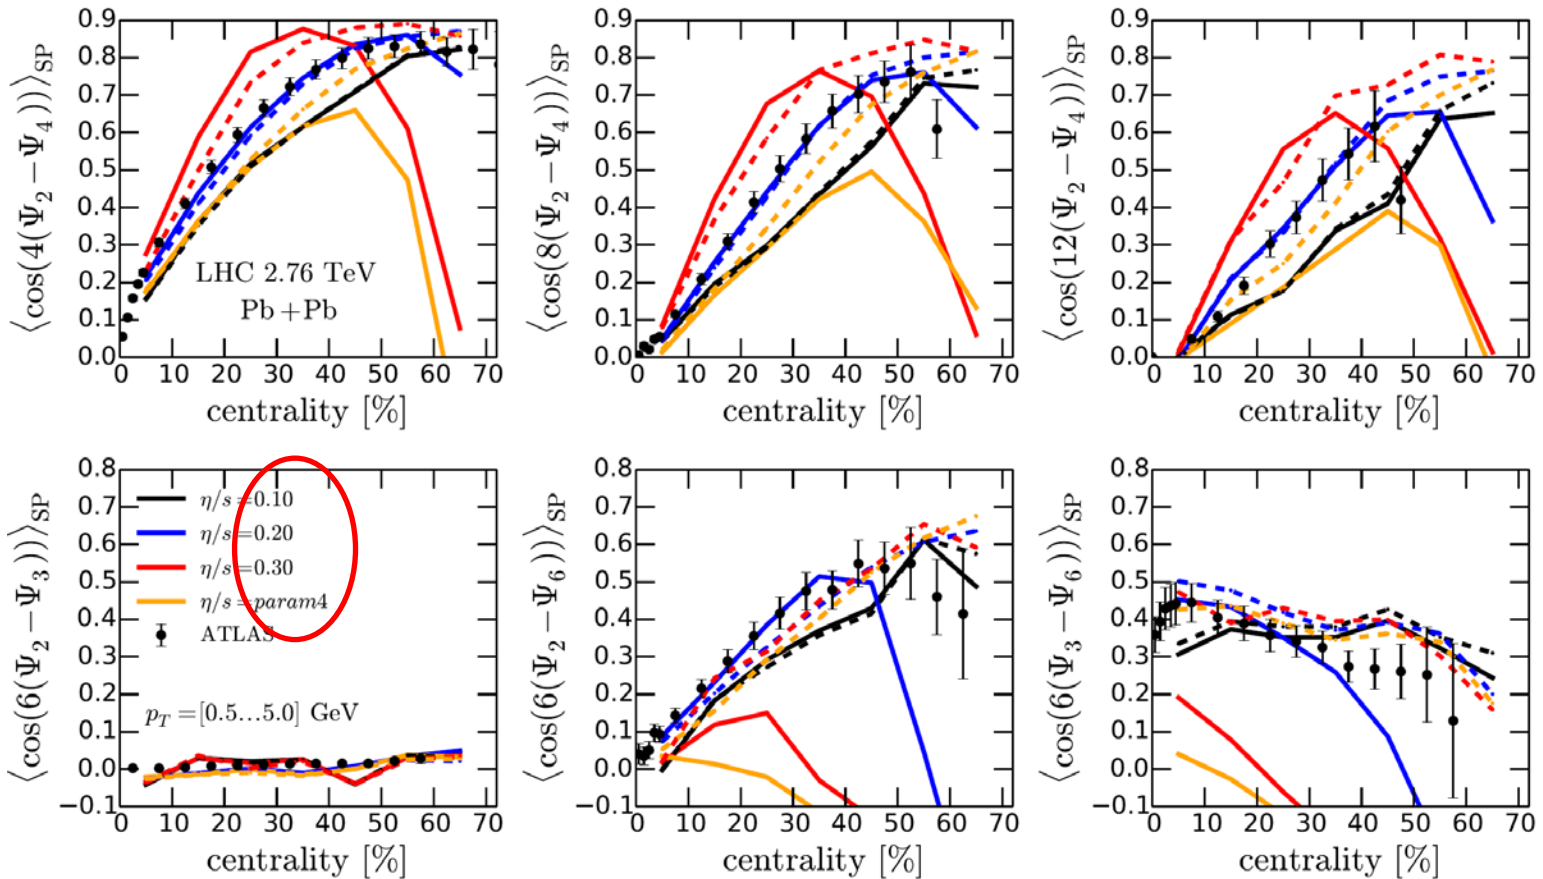 ⟨cos(4(Ψ₂−Ψ₄))⟩SP
0.9
0.8
0.7
0.6
0.5
0.4
0.3
0.2
0.1
0.0
LHC 2.76 TeV
Pb+Pb
0 10 20 30 40 50 60 70
centrality [%]
⟨cos(8(Ψ₂−Ψ₄))⟩SP
0.9
0.8
0.7
0.6
0.5
0.4
0.3
0.2
0.1
0.0
0 10 20 30 40 50 60 70
centrality [%]
⟨cos(12(Ψ₂−Ψ₄))⟩SP
0.9
0.8
0.7
0.6
0.5
0.4
0.3
0.2
0.1
0.0
0 10 20 30 40 50 60 70
centrality [%]
⟨cos(6(Ψ₂−Ψ₃))⟩SP
0.8
0.7
0.6
0.5
0.4
0.3
0.2
0.1
0.0
−0.1
η/s=0.10
η/s=0.20
η/s=0.30
η/s=param4
ATLAS
pT=[0.5...5.0] GeV
0 10 20 30 40 50 60 70
centrality [%]
⟨cos(6(Ψ₂−Ψ₆))⟩SP
0.8
0.7
0.6
0.5
0.4
0.3
0.2
0.1
0.0
−0.1
0 10 20 30 40 50 60 70
centrality [%]
⟨cos(6(Ψ₃−Ψ₆))⟩SP
0.8
0.7
0.6
0.5
0.4
0.3
0.2
0.1
0.0
−0.1
0 10 20 30 40 50 60 70
centrality [%]